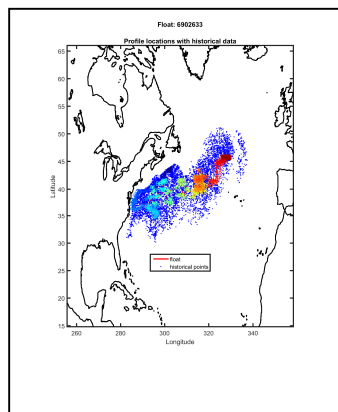 Float: 6902633
Profile locations with historical data
65
60
55
50
45
40
35
30
25
20
15
Latitude
float
historical points
260 280 300 320 340
Longitude